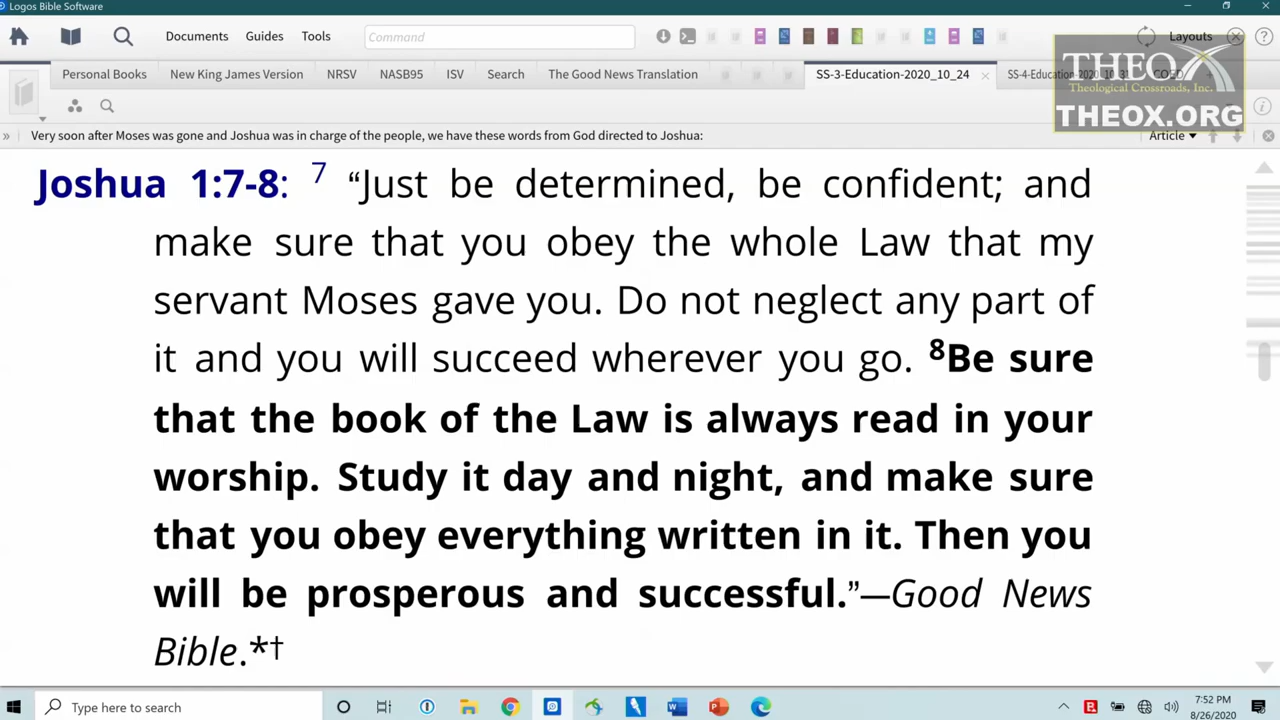 Logos Bible Software
Documents Guides Tools Command Layouts
Personal Books New King James Version NRSV NASB95 ISV Search The Good News Translation SS-3-Education-2020_10_24 SS-4-Education-2020_10_31
THEOX
Theological Crossroads, Inc.
THEOX.ORG
Very soon after Moses was gone and Joshua was in charge of the people, we have these words from God directed to Joshua: Article
Joshua 1:7-8: 7 “Just be determined, be confident; and
make sure that you obey the whole Law that my
servant Moses gave you. Do not neglect any part of
it and you will succeed wherever you go. 8Be sure
that the book of the Law is always read in your
worship. Study it day and night, and make sure
that you obey everything written in it. Then you
will be prosperous and successful.”—Good News
Bible.*†
Type here to search
7:52 PM
8/26/2020